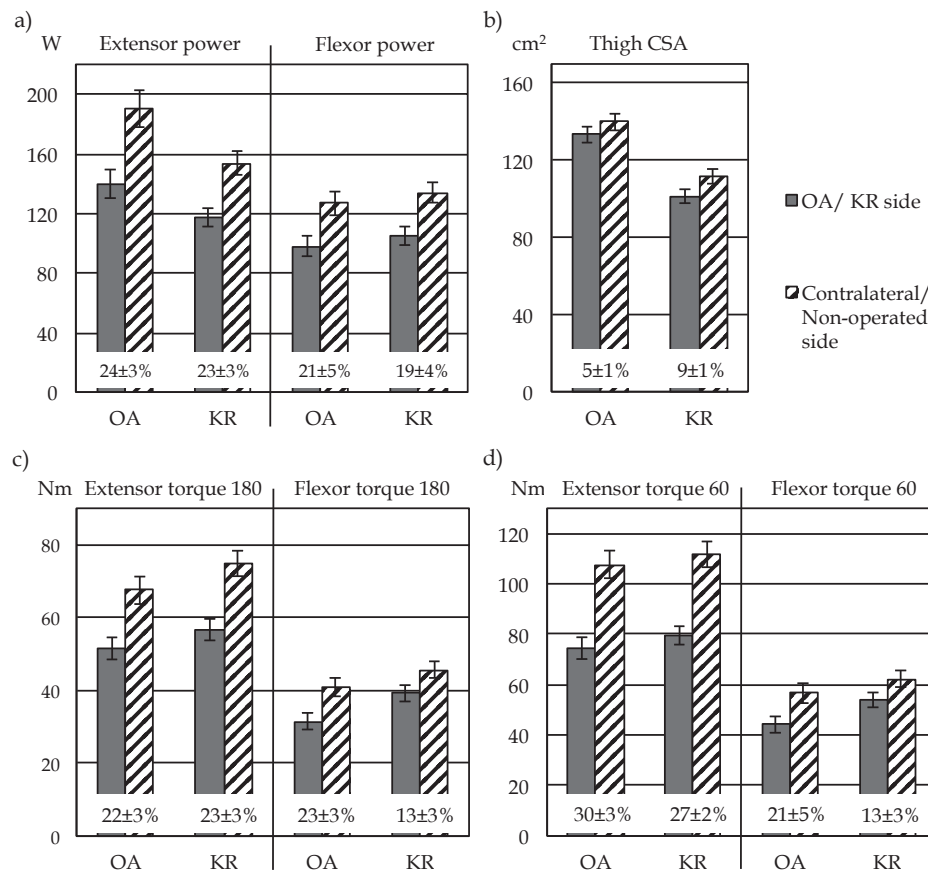 a)
W
Extensor power
Flexor power
200
160
120
80
40
0
24±3%
23±3%
21±5%
19±4%
OA
KR
OA
KR
b)
cm²
Thigh CSA
160
120
80
40
0
5±1%
9±1%
OA
KR
OA/ KR side
Contralateral/
Non-operated
side
c)
Nm
Extensor torque 180
Flexor torque 180
80
60
40
20
0
22±3%
23±3%
23±3%
13±3%
OA
KR
OA
KR
d)
Nm
Extensor torque 60
Flexor torque 60
120
100
80
60
40
20
0
30±3%
27±2%
21±5%
13±3%
OA
KR
OA
KR